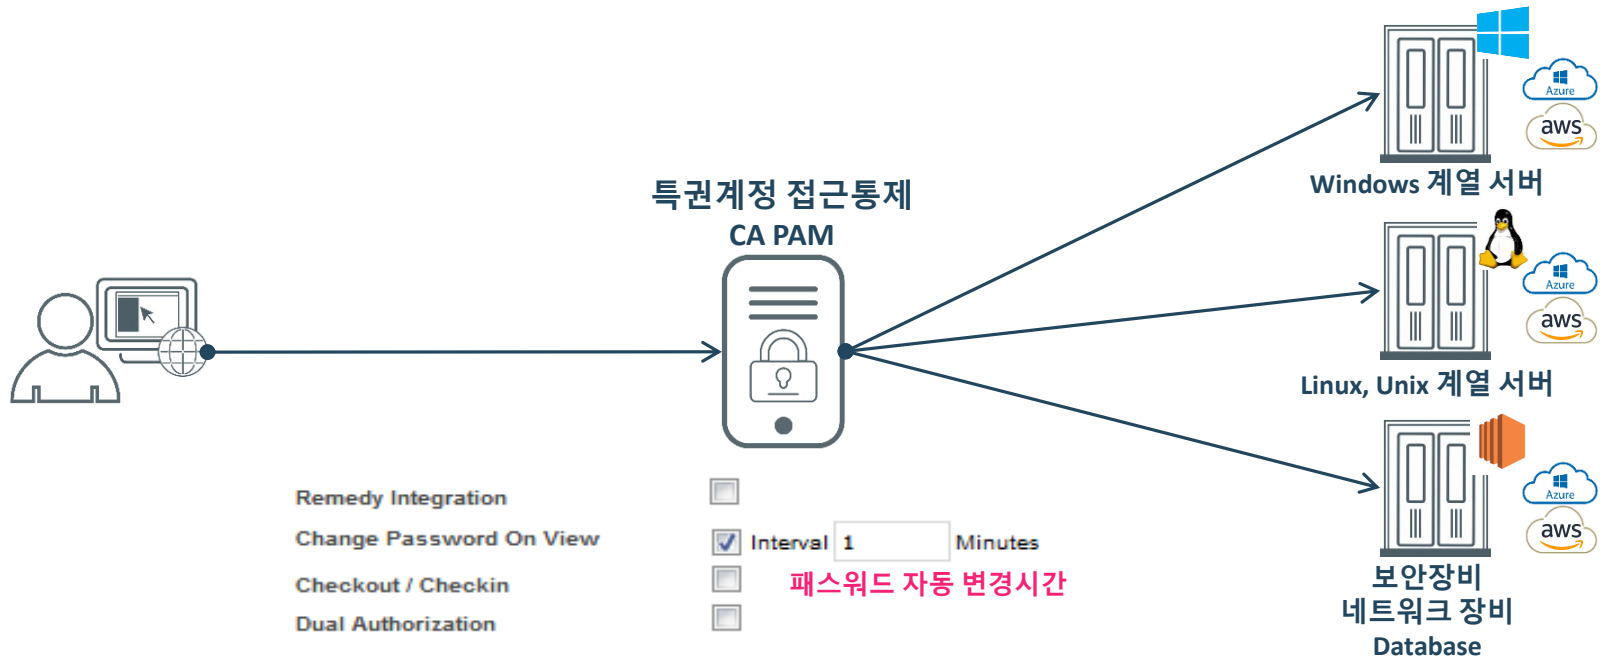 Azure
aws
Windows 계열 서버
특권계정 접근통제
CA PAM
Azure
aws
Linux, Unix 계열 서버
Azure
aws
보안장비
네트워크 장비
Database
Remedy Integration
Change Password On View Interval 1 Minutes
패스워드 자동 변경시간
Checkout / Checkin
Dual Authorization